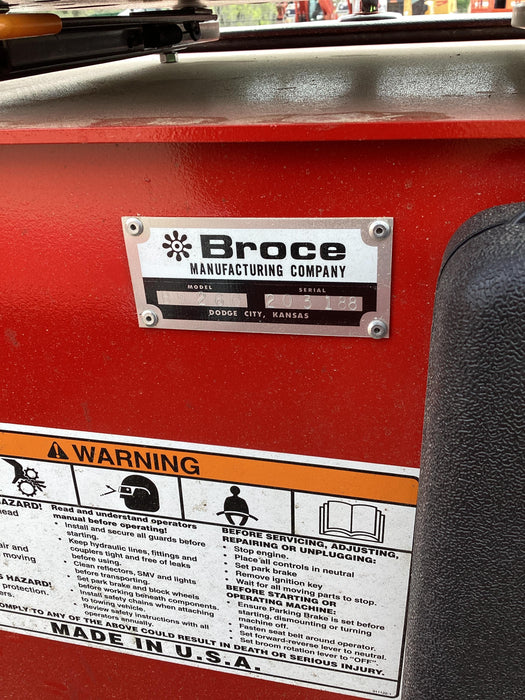 Broce
MANUFACTURING COMPANY
MODEL SERIAL
260 203188
DODGE CITY, KANSAS
WARNING
HAZARD!
Read and understand operators
manual before operating!
• Install and secure all guards before
starting.
• Keep hydraulic lines, fittings and
couplers tight and free of leaks
before using.
• Clean reflectors, SMV and lights
before transporting.
• Set park brake and block wheels
before working beneath components.
• Install safety chains when attaching
to towing vehicle.
• Review safety instructions with all
operators annually.
BEFORE SERVICING, ADJUSTING,
REPAIRING OR UNPLUGGING:
• Stop engine.
• Place all controls in neutral
• Set park brake
• Remove ignition key
• Wait for all moving parts to stop.
BEFORE STARTING OR
OPERATING MACHINE:
• Ensure Parking Brake is set before
starting, dismounting or turning
machine off.
• Fasten seat belt around operator.
• Set forward-reverse lever to neutral.
• Set broom rotation lever to "OFF".
head
air and
moving
HAZARD!
protection.
COMPLY TO ANY OF THE ABOVE COULD RESULT IN DEATH OR SERIOUS INJURY.
MADE IN U.S.A.